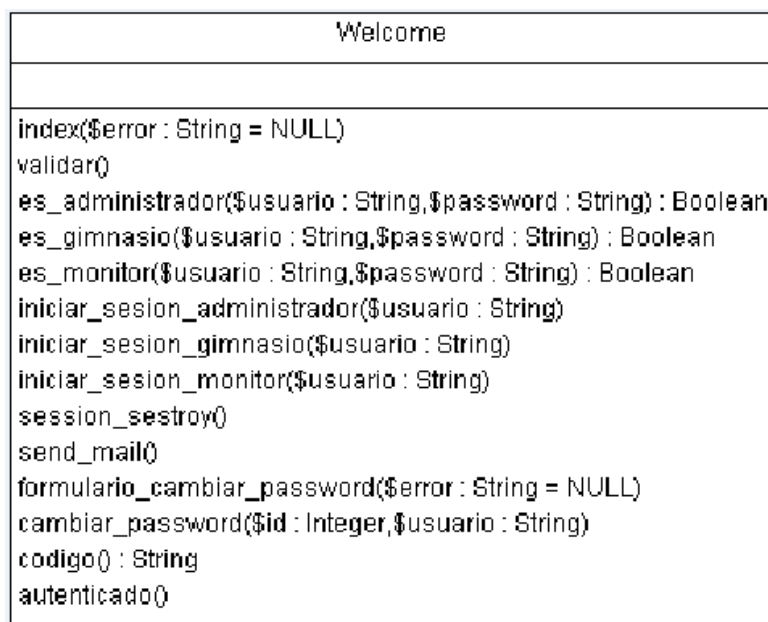 Welcome
index($error : String = NULL)
validar()
es_administrador($usuario : String,$password : String) : Boolean
es_gimnasio($usuario : String,$password : String) : Boolean
es_monitor($usuario : String,$password : String) : Boolean
iniciar_sesion_administrador($usuario : String)
iniciar_sesion_gimnasio($usuario : String)
iniciar_sesion_monitor($usuario : String)
session_sestroy()
send_mail()
formulario_cambiar_password($error : String = NULL)
cambiar_password($id : Integer,$usuario : String)
codigo() : String
autenticado()